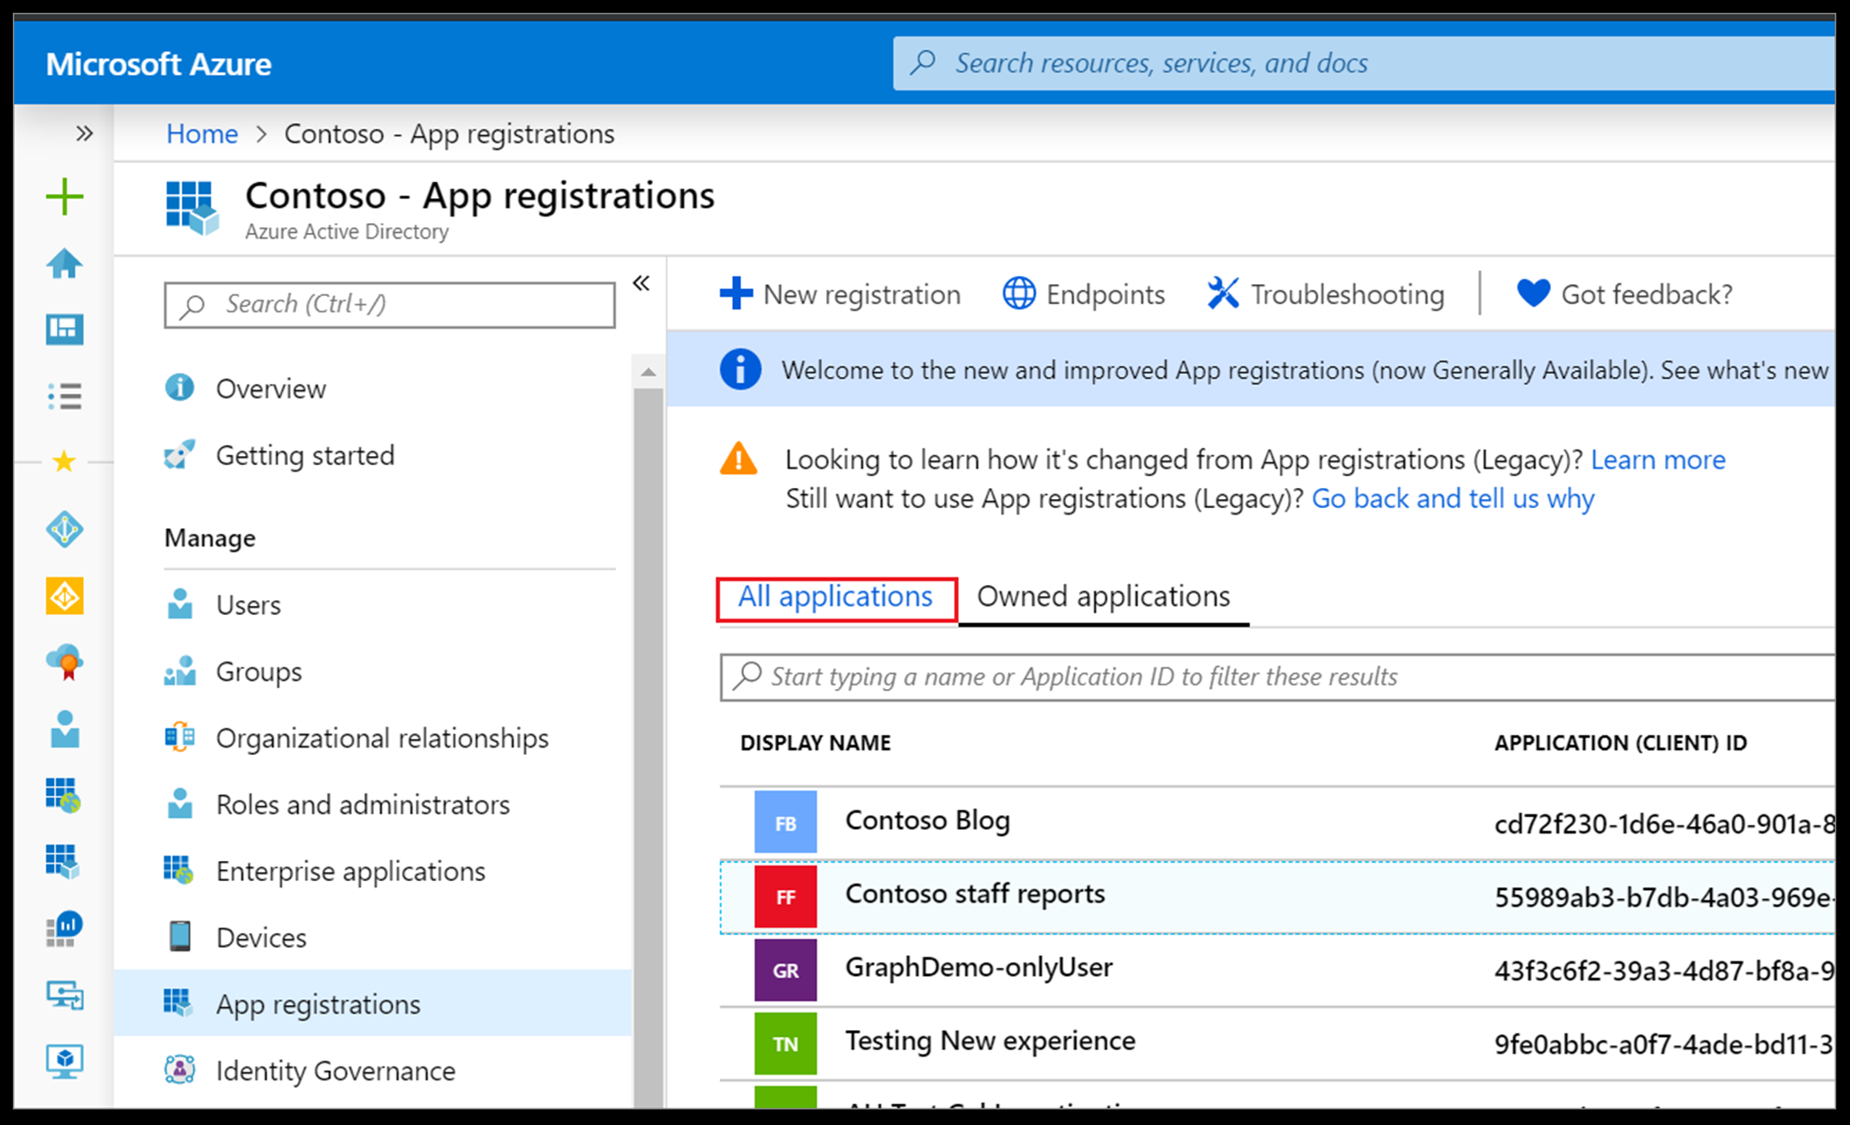 Microsoft Azure
Search resources, services, and docs
Home > Contoso - App registrations
Contoso - App registrations
Azure Active Directory
Search (Ctrl+/)
Overview
Getting started
Manage
Users
Groups
Organizational relationships
Roles and administrators
Enterprise applications
Devices
App registrations
Identity Governance
New registration
Endpoints
Troubleshooting
Got feedback?
Welcome to the new and improved App registrations (now Generally Available). See what's new
Looking to learn how it's changed from App registrations (Legacy)? Learn more
Still want to use App registrations (Legacy)? Go back and tell us why
All applications
Owned applications
Start typing a name or Application ID to filter these results
DISPLAY NAME
APPLICATION (CLIENT) ID
FB Contoso Blog cd72f230-1d6e-46a0-901a-8
FF Contoso staff reports 55989ab3-b7db-4a03-969e-
GR GraphDemo-onlyUser 43f3c6f2-39a3-4d87-bf8a-9
TN Testing New experience 9fe0abbc-a0f7-4ade-bd11-3